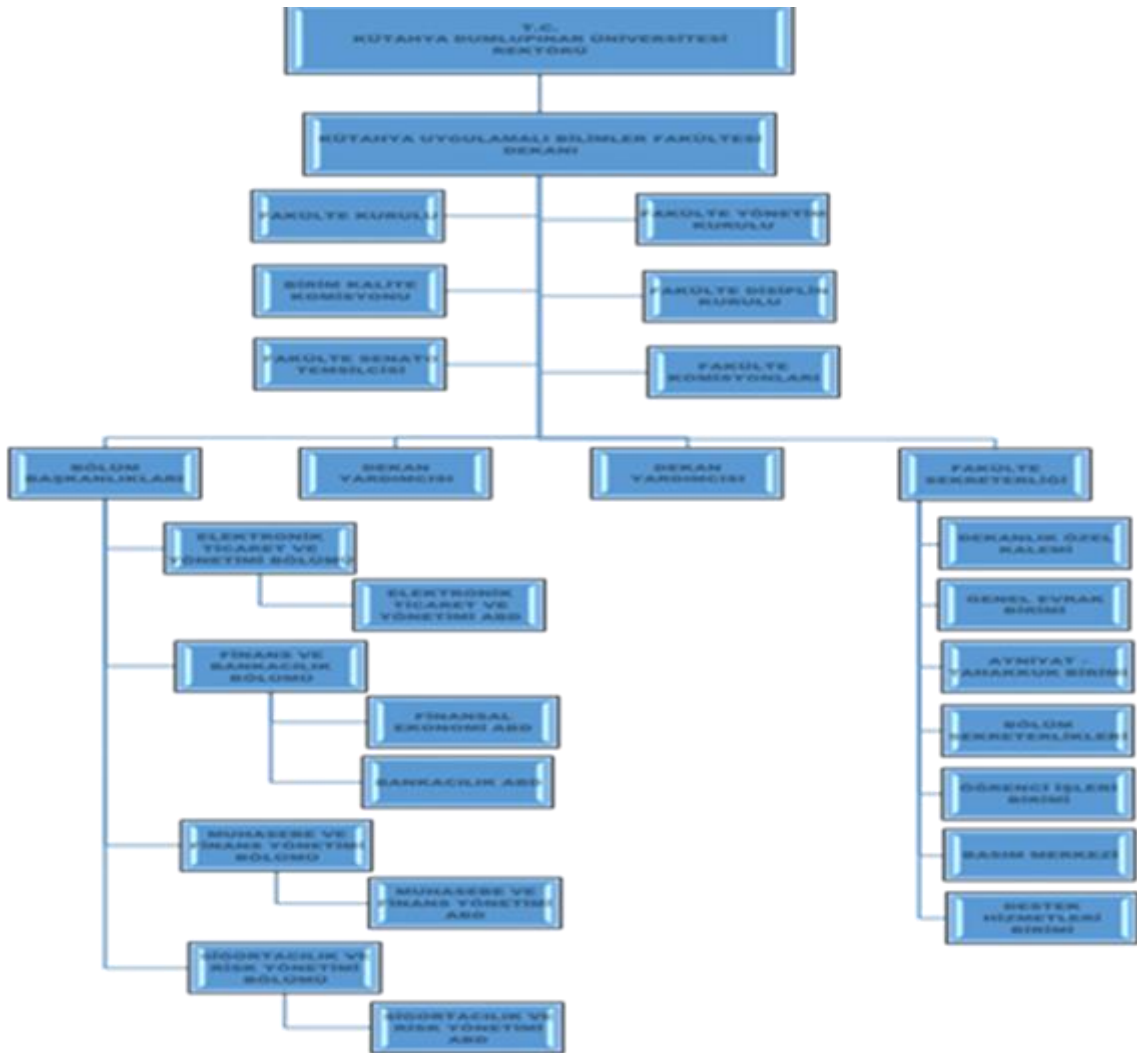 T.C.
KÜTAHYA DUMLUPINAR ÜNİVERSİTESİ
REKTÖRÜ
KÜTAHYA UYGULAMALI BİLİMLER FAKÜLTESİ
DEKANI
FAKÜLTE KURULU
FAKÜLTE YÖNETİM
KURULU
BİRİM KALİTE
KOMİSYONU
FAKÜLTE DİSİPLİN
KURULU
FAKÜLTE SENATO
TEMSİLCİSİ
FAKÜLTE
KOMİSYONLARI
BÖLÜM
BAŞKANLIKLARI
DEKAN
YARDIMCISI
DEKAN
YARDIMCISI
FAKÜLTE
SEKRETERLİĞİ
ELEKTRONİK
TİCARET VE
YÖNETİMİ BÖLÜMÜ
ELEKTRONİK
TİCARET VE
YÖNETİMİ ABD
FİNANS VE
BANKACILIK
BÖLÜMÜ
FİNANSAL
EKONOMİ ABD
BANKACILIK ABD
MUHASEBE VE
FİNANS YÖNETİMİ
BÖLÜMÜ
MUHASEBE VE
FİNANS YÖNETİMİ
ABD
SİGORTACILIK VE
RİSK YÖNETİMİ
BÖLÜMÜ
SİGORTACILIK VE
RİSK YÖNETİMİ
ABD
DEKANLIK ÖZEL
KALEMİ
GENEL EVRAK
BİRİMİ
AYNİYAT -
TAHAKKUK BİRİMİ
BÖLÜM
SEKRETERLİKLERİ
ÖĞRENCİ İŞLERİ
BİRİMİ
BASIM MERKEZİ
DESTEK
HİZMETLERİ
BİRİMİ